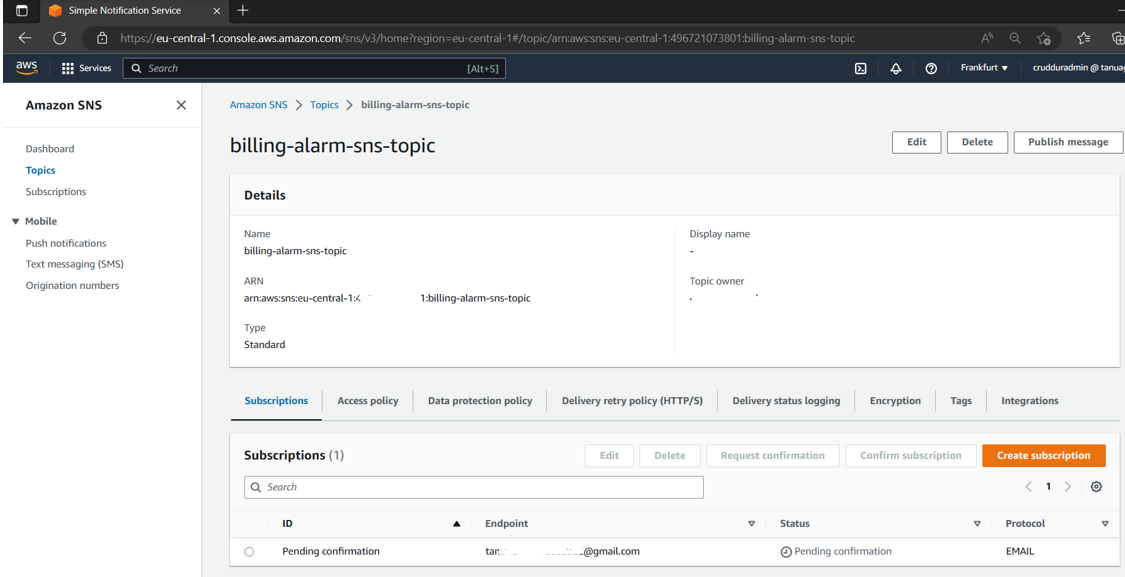 Simple Notification Service
https://eu-central-1.console.aws.amazon.com/sns/v3/home?region=eu-central-1#/topic/arn:aws:sns:eu-central-1:496721073801:billing-alarm-sns-topic
aws Services Search [Alt+S] Frankfurt crudduradmin @
Amazon SNS
Dashboard
Topics
Subscriptions
Mobile
Push notifications
Text messaging (SMS)
Origination numbers
Amazon SNS > Topics > billing-alarm-sns-topic
billing-alarm-sns-topic
Edit Delete Publish message
Details
Name
billing-alarm-sns-topic
Display name
-
ARN
arn:aws:sns:eu-central-1: 1:billing-alarm-sns-topic
Topic owner
Type
Standard
Subscriptions Access policy Data protection policy Delivery retry policy (HTTP/S) Delivery status logging Encryption Tags Integrations
Subscriptions (1)
Edit Delete Request confirmation Confirm subscription Create subscription
Search
1
ID Endpoint Status Protocol
Pending confirmation @gmail.com Pending confirmation EMAIL